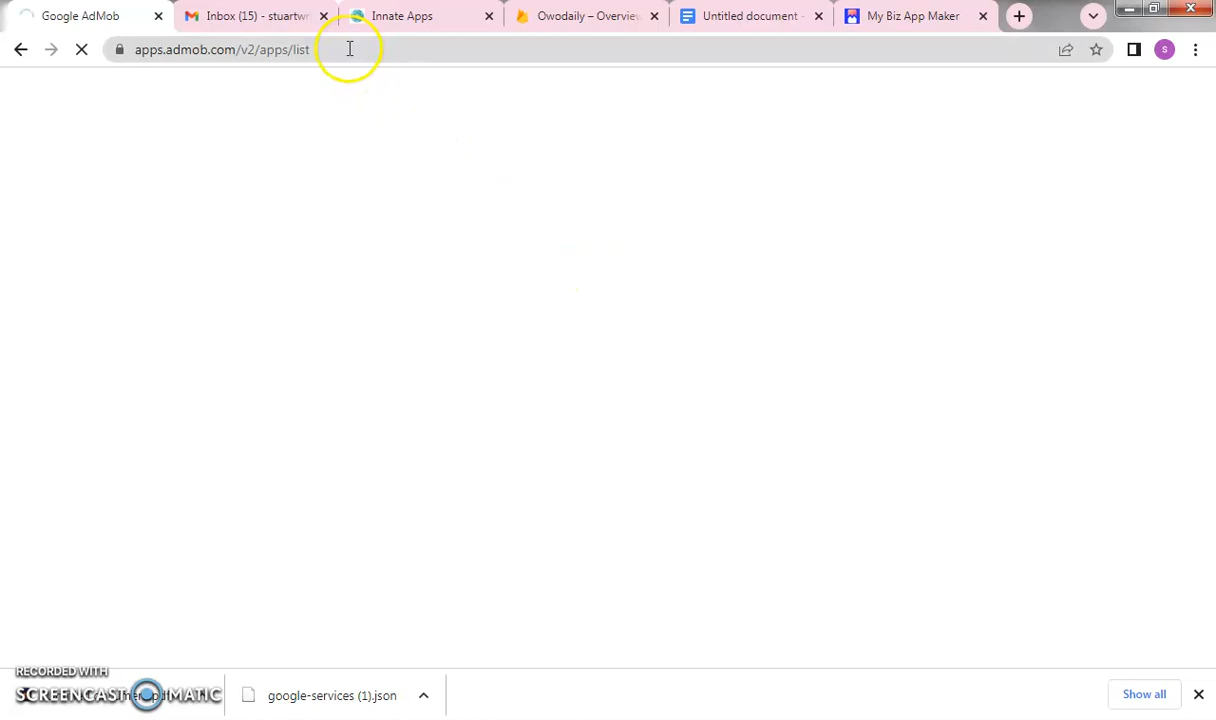 Google AdMob
Inbox (15) - stuartw
Innate Apps
Owodaily – Overview
Untitled document -
My Biz App Maker
apps.admob.com/v2/apps/list
S
RECORDED WITH
SCREENCAST MATIC
google-services (1).json
Show all